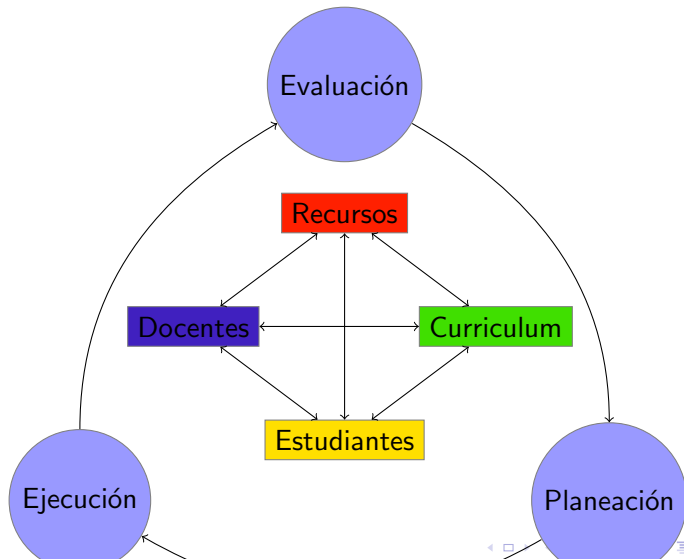 Evaluación
Recursos
Docentes
Curriculum
Estudiantes
Ejecución
Planeación